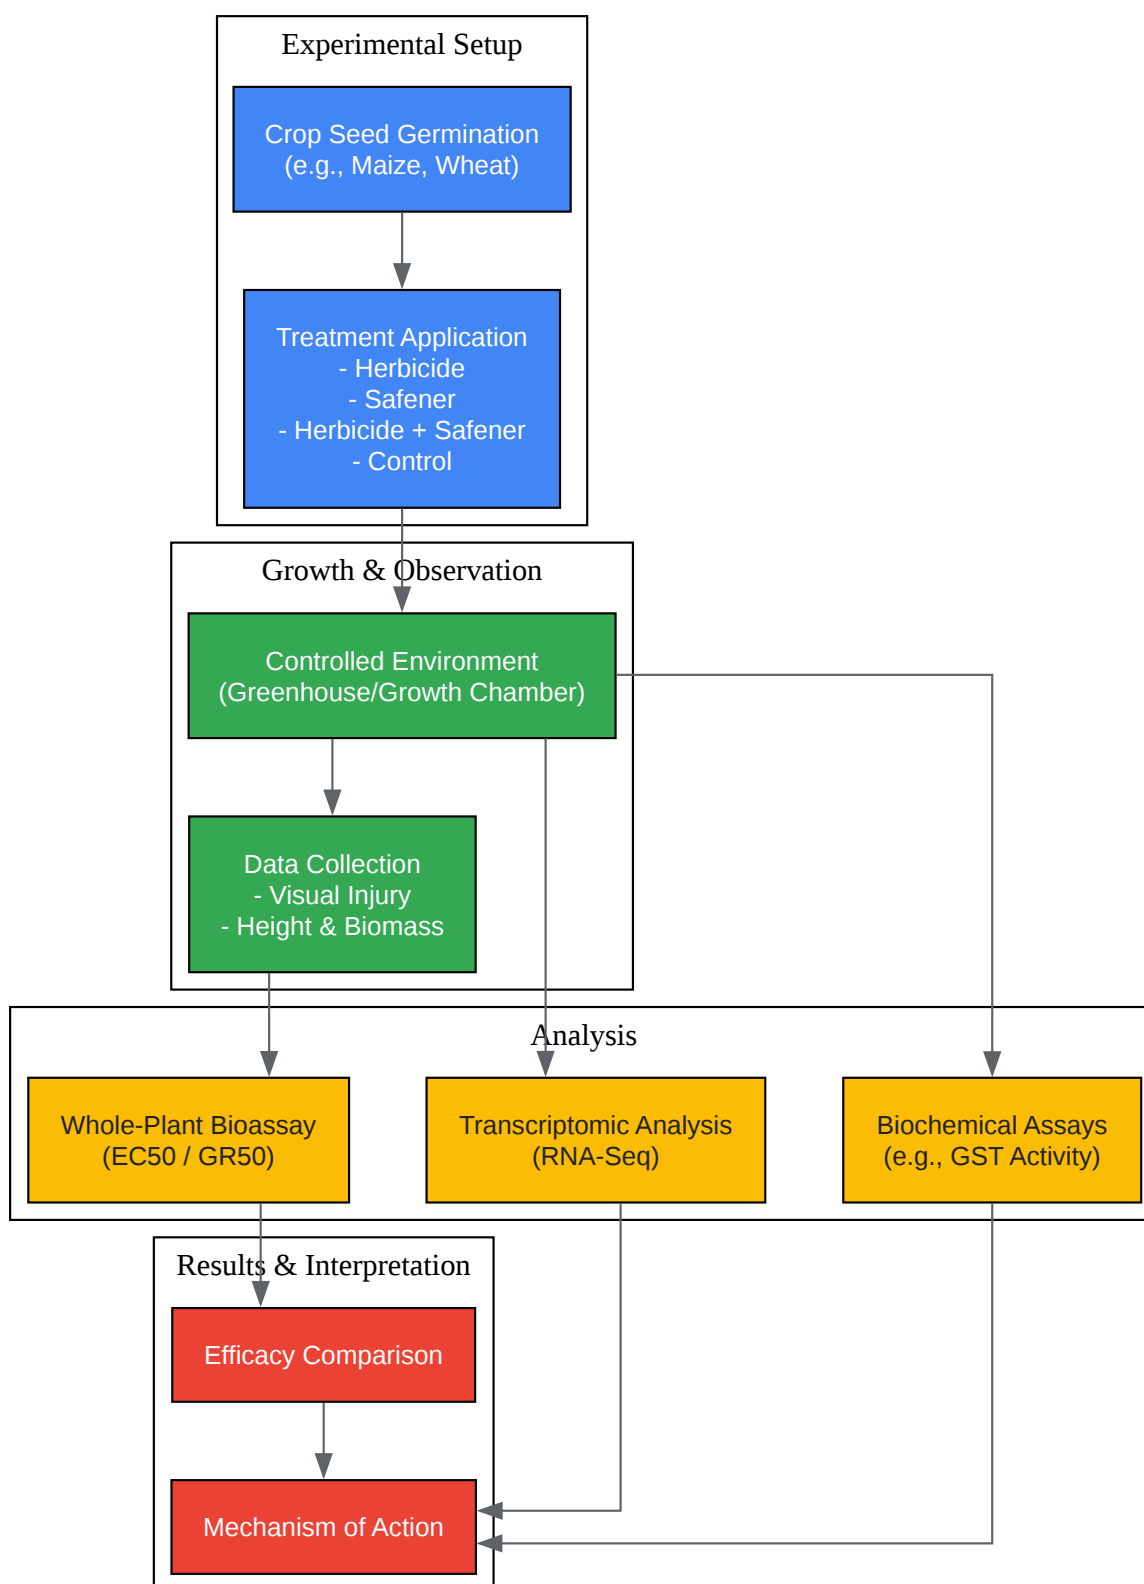 Experimental Setup
Crop Seed Germination
(e.g., Maize, Wheat)
Treatment Application
- Herbicide
- Safener
- Herbicide + Safener
- Control
Growth & Observation
Controlled Environment
(Greenhouse/Growth Chamber)
Data Collection
- Visual Injury
- Height & Biomass
Analysis
Whole-Plant Bioassay
(EC50 / GR50)
Transcriptomic Analysis
(RNA-Seq)
Biochemical Assays
(e.g., GST Activity)
Results & Interpretation
Efficacy Comparison
Mechanism of Action